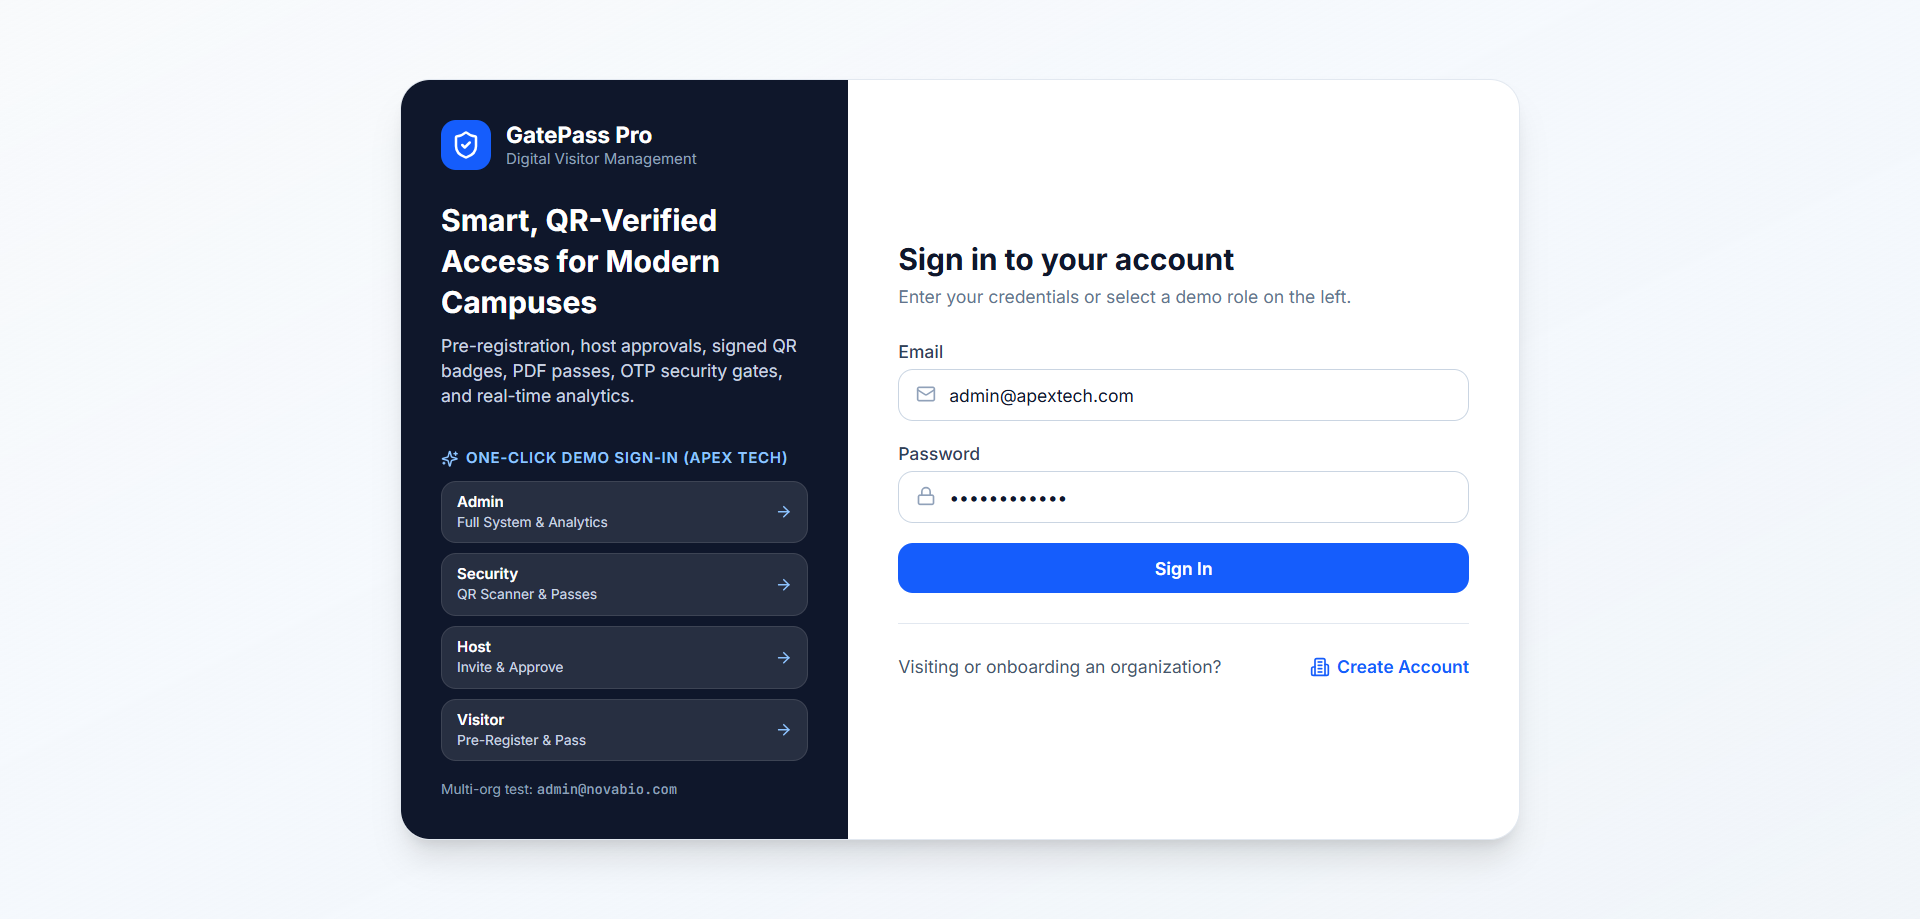 GatePass Pro
Digital Visitor Management
Smart, QR-Verified
Access for Modern
Campuses
Pre-registration, host approvals, signed QR
badges, PDF passes, OTP security gates,
and real-time analytics.
ONE-CLICK DEMO SIGN-IN (APEX TECH)
Admin
Full System & Analytics
Security
QR Scanner & Passes
Host
Invite & Approve
Visitor
Pre-Register & Pass
Multi-org test: admin@novabio.com
Sign in to your account
Enter your credentials or select a demo role on the left.
Email
admin@apextech.com
Password
••••••••••••
Sign In
Visiting or onboarding an organization?
Create Account